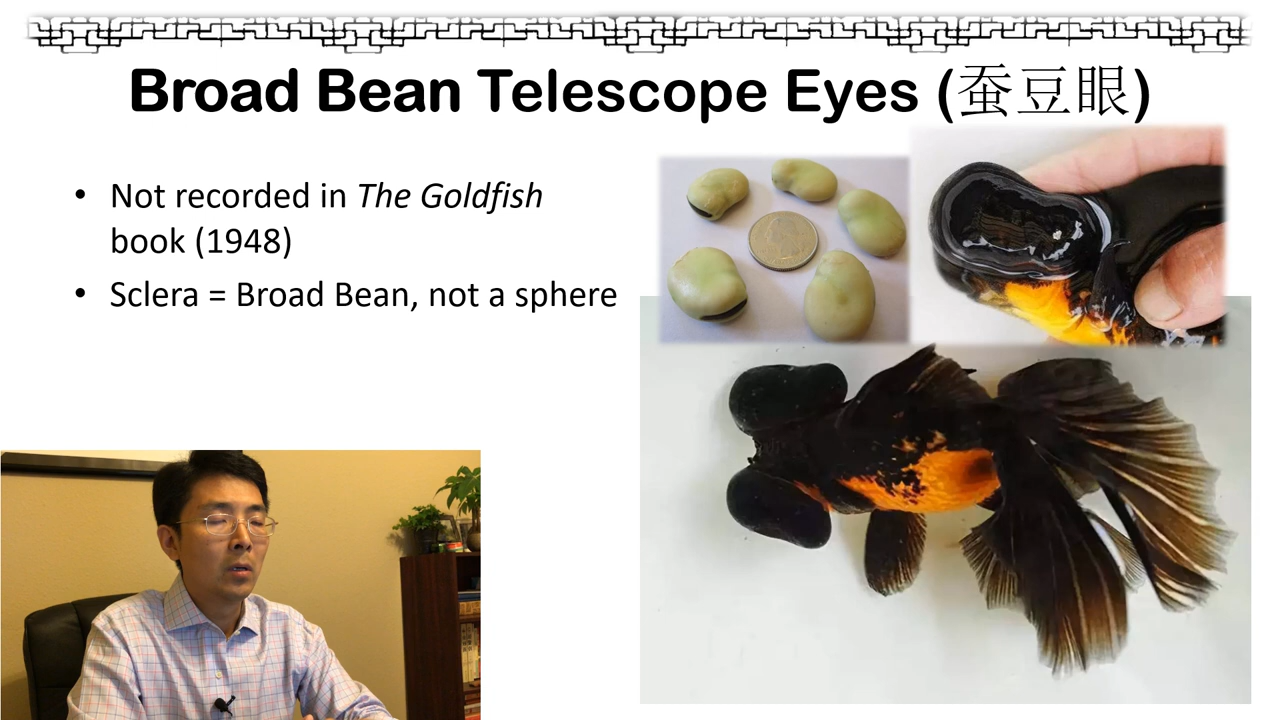 Broad Bean Telescope Eyes (蚕豆眼)
• Not recorded in The Goldfish
book (1948)
• Sclera = Broad Bean, not a sphere